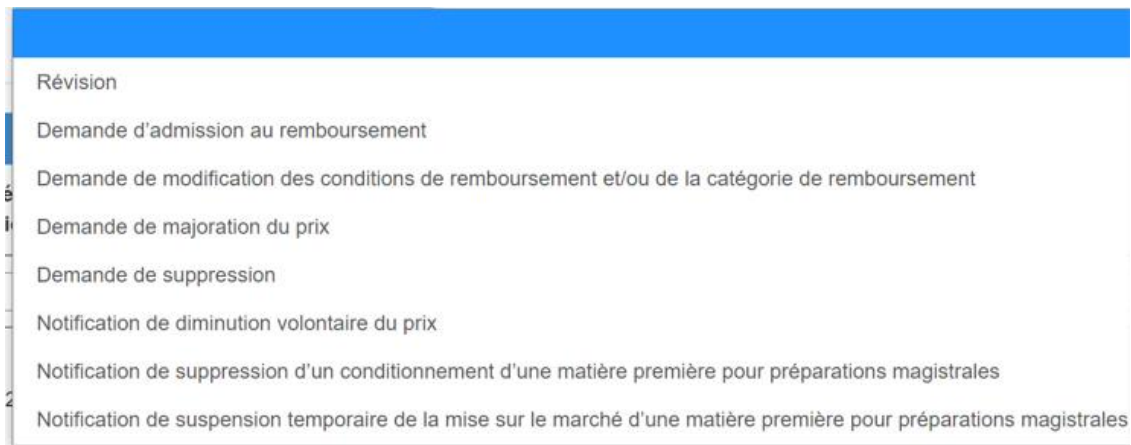 Révision
Demande d’admission au remboursement
Demande de modification des conditions de remboursement et/ou de la catégorie de remboursement
Demande de majoration du prix
Demande de suppression
Notification de diminution volontaire du prix
Notification de suppression d’un conditionnement d’une matière première pour préparations magistrales
Notification de suspension temporaire de la mise sur le marché d’une matière première pour préparations magistrales